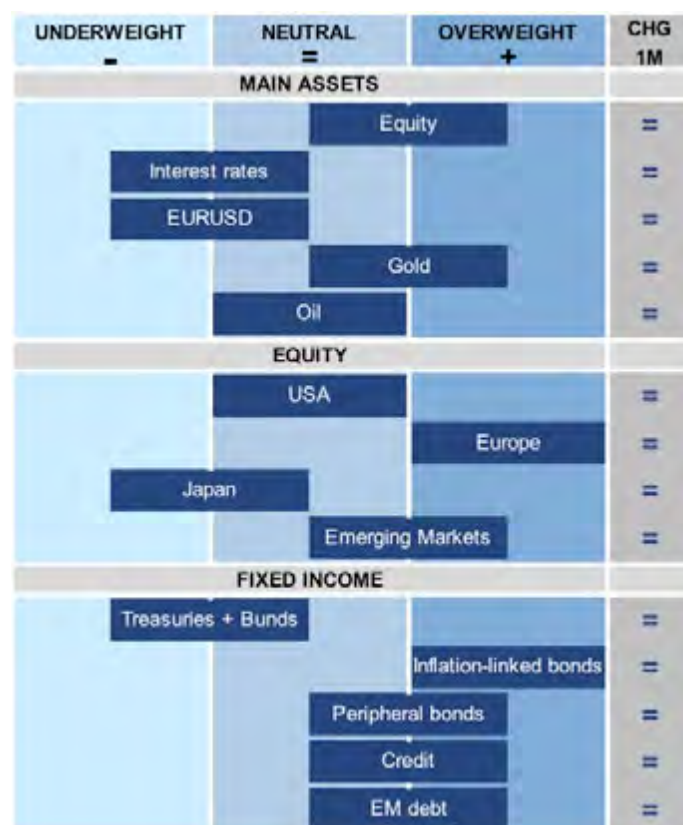 UNDERWEIGHT NEUTRAL OVERWEIGHT CHG
- = + 1M
MAIN ASSETS
Equity =
Interest rates =
EURUSD =
Gold =
Oil =
EQUITY
USA =
Europe =
Japan =
Emerging Markets =
FIXED INCOME
Treasuries + Bunds =
Inflation-linked bonds =
Peripheral bonds =
Credit =
EM debt =